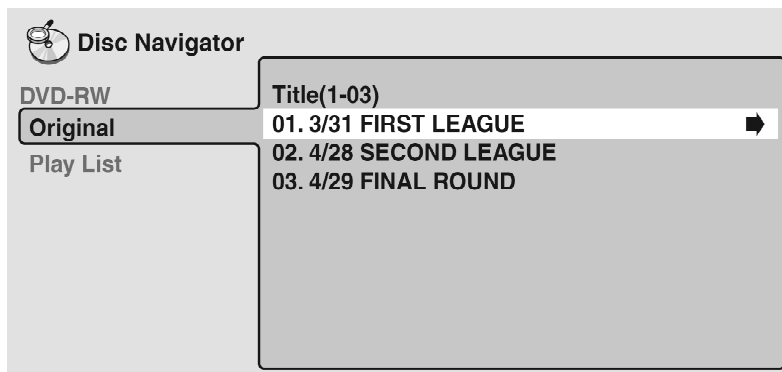 Disc Navigator
DVD-RW
Original
Play List
Title(1-03)
01. 3/31 FIRST LEAGUE
02. 4/28 SECOND LEAGUE
03. 4/29 FINAL ROUND